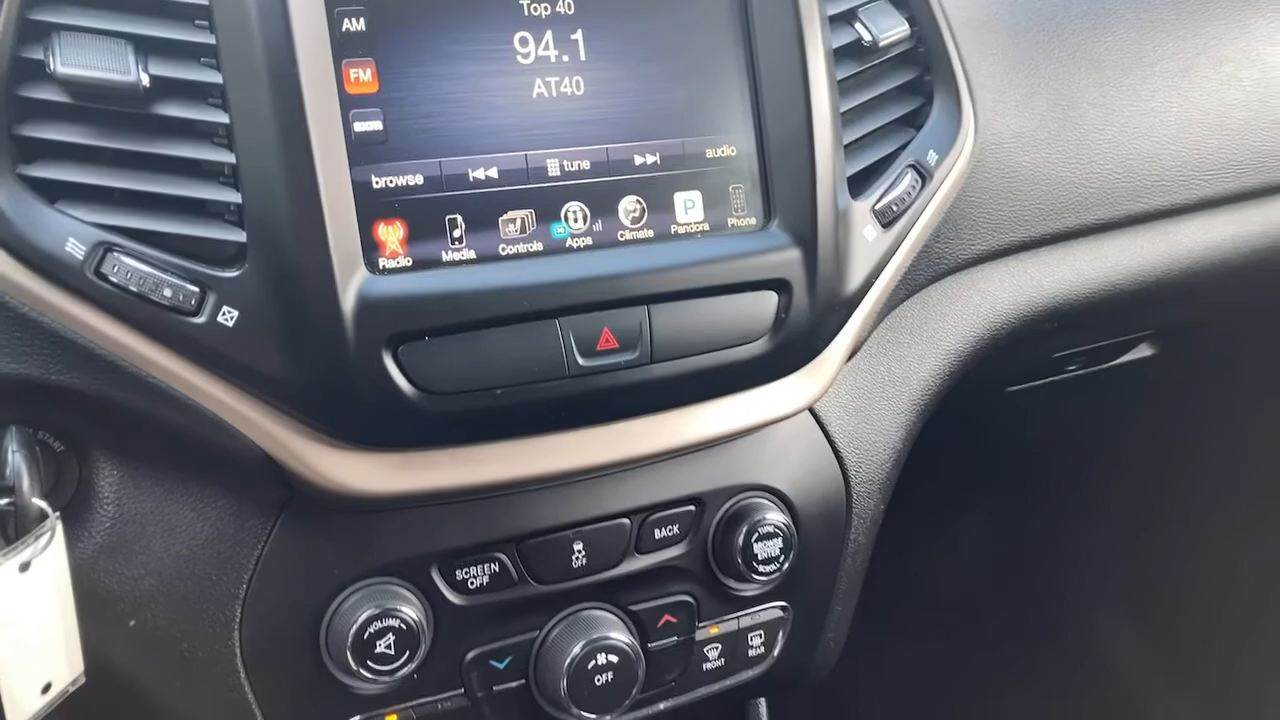 Top 40
AM
94.1
FM
AT40
browse
tune
audio
Radio
Media
Controls
Apps
Climate
Pandora
Phone
START
SCREEN
OFF
OFF
BACK
TUNE
BROWSE
ENTER
SCROLL
VOLUME
OFF
FRONT
REAR